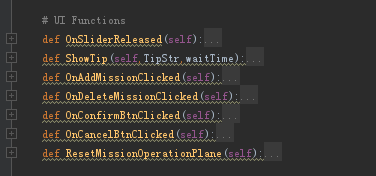 # UI Functions
def OnSliderReleased(self):...
def ShowTip(self,TipStr,waitTime):...
def OnAddMissionClicked(self):...
def OnDeleteMissionClicked(self):...
def OnConfirmBtnClicked(self):...
def OnCancelBtnClicked(self):...
def ResetMissionOperationPlane(self):...